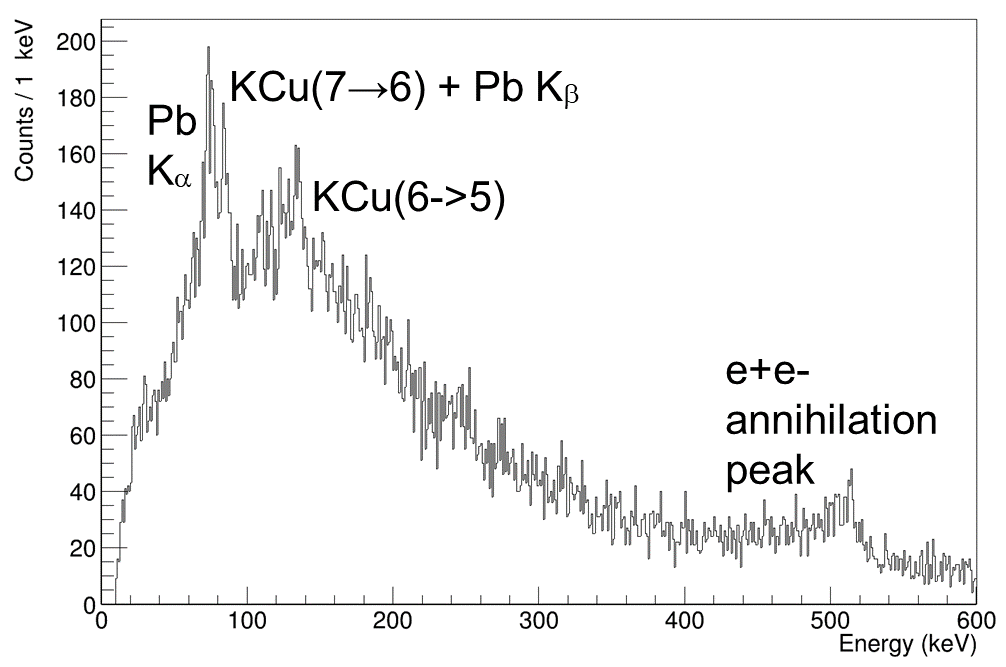 Counts / 1 keV
200
180
160
140
120
100
80
60
40
20
0
KCu(7→6) + Pb Kβ
Pb
Kα
KCu(6->5)
e+e-
annihilation
peak
0 100 200 300 400 500 600
Energy (keV)